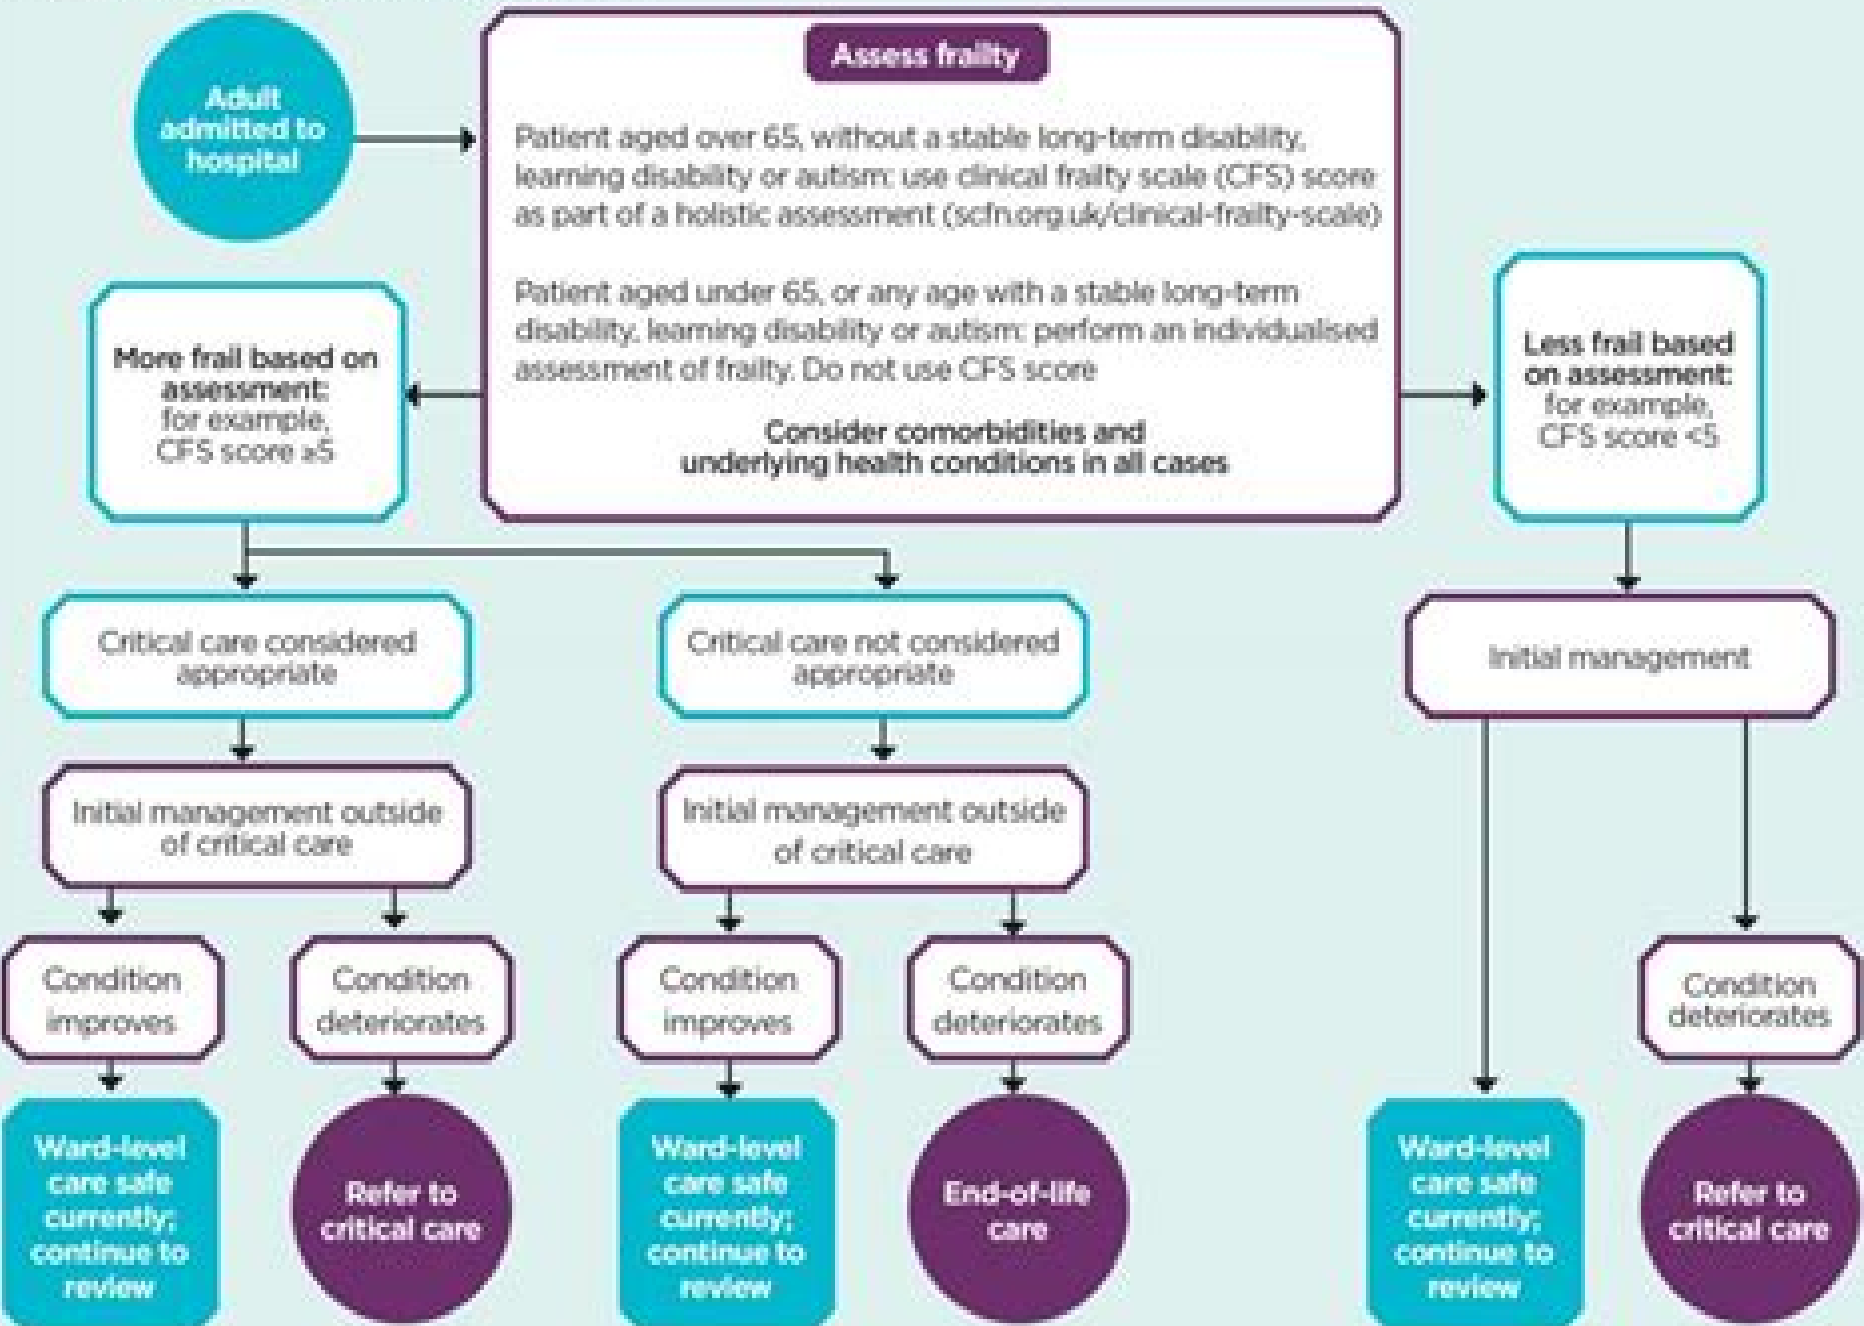 Adult
admitted to
hospital
Assess frailty
Patient aged over 65, without a stable long-term disability,
learning disability or autism: use clinical frailty scale (CFS) score
as part of a holistic assessment (scfn.org.uk/clinical-frailty-scale)
Patient aged under 65, or any age with a stable long-term
disability, learning disability or autism: perform an individualised
assessment of frailty. Do not use CFS score
Consider comorbidities and
underlying health conditions in all cases
More frail based on
assessment:
for example,
CFS score ≥5
Less frail based
on assessment:
for example,
CFS score <5
Critical care considered
appropriate
Critical care not considered
appropriate
Initial management
Initial management outside
of critical care
Initial management outside
of critical care
Condition
improves
Condition
deteriorates
Condition
improves
Condition
deteriorates
Condition
deteriorates
Ward-level
care safe
currently;
continue to
review
Refer to
critical care
Ward-level
care safe
currently;
continue to
review
End-of-life
care
Ward-level
care safe
currently;
continue to
review
Refer to
critical care